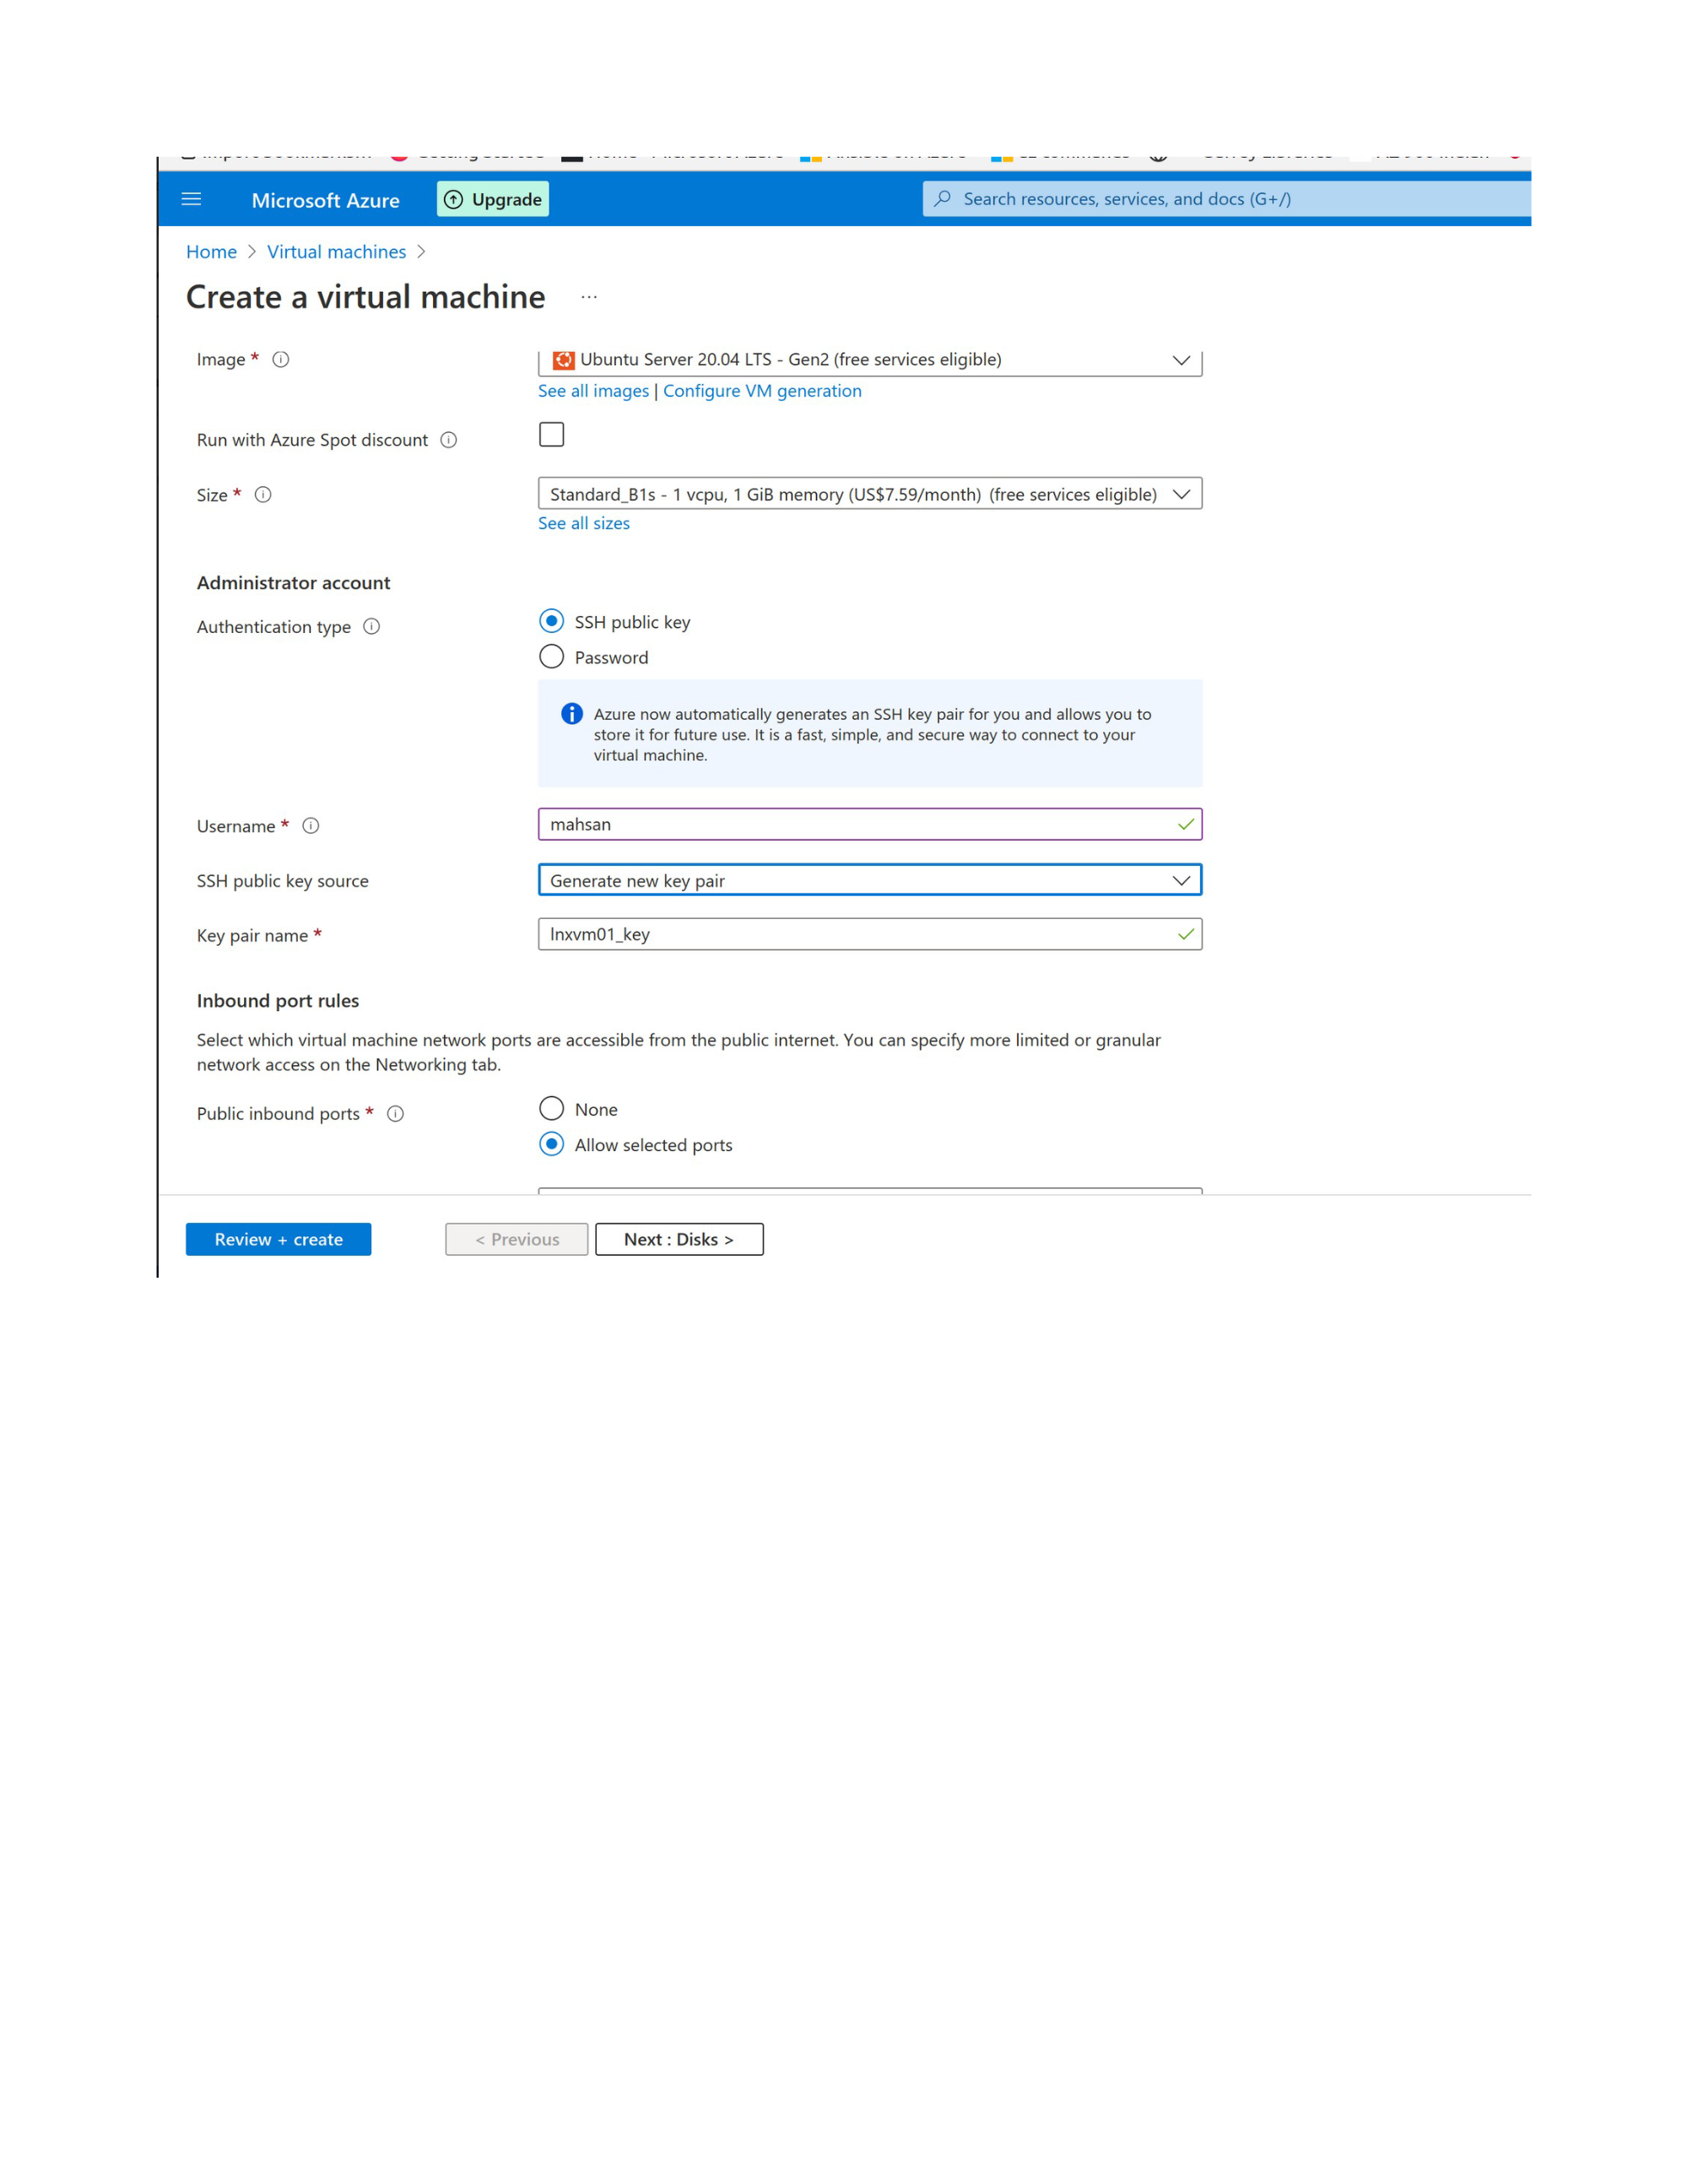 Microsoft Azure Upgrade Search resources, services, and docs (G+/)
Home > Virtual machines >
Create a virtual machine ...
Image * Ubuntu Server 20.04 LTS - Gen2 (free services eligible)
See all images | Configure VM generation
Run with Azure Spot discount
Size * Standard_B1s - 1 vcpu, 1 GiB memory (US$7.59/month) (free services eligible)
See all sizes
Administrator account
Authentication type SSH public key
Password
Azure now automatically generates an SSH key pair for you and allows you to
store it for future use. It is a fast, simple, and secure way to connect to your
virtual machine.
Username * mahsan
SSH public key source Generate new key pair
Key pair name * lnxvm01_key
Inbound port rules
Select which virtual machine network ports are accessible from the public internet. You can specify more limited or granular
network access on the Networking tab.
Public inbound ports * None
Allow selected ports
Review + create < Previous Next : Disks >